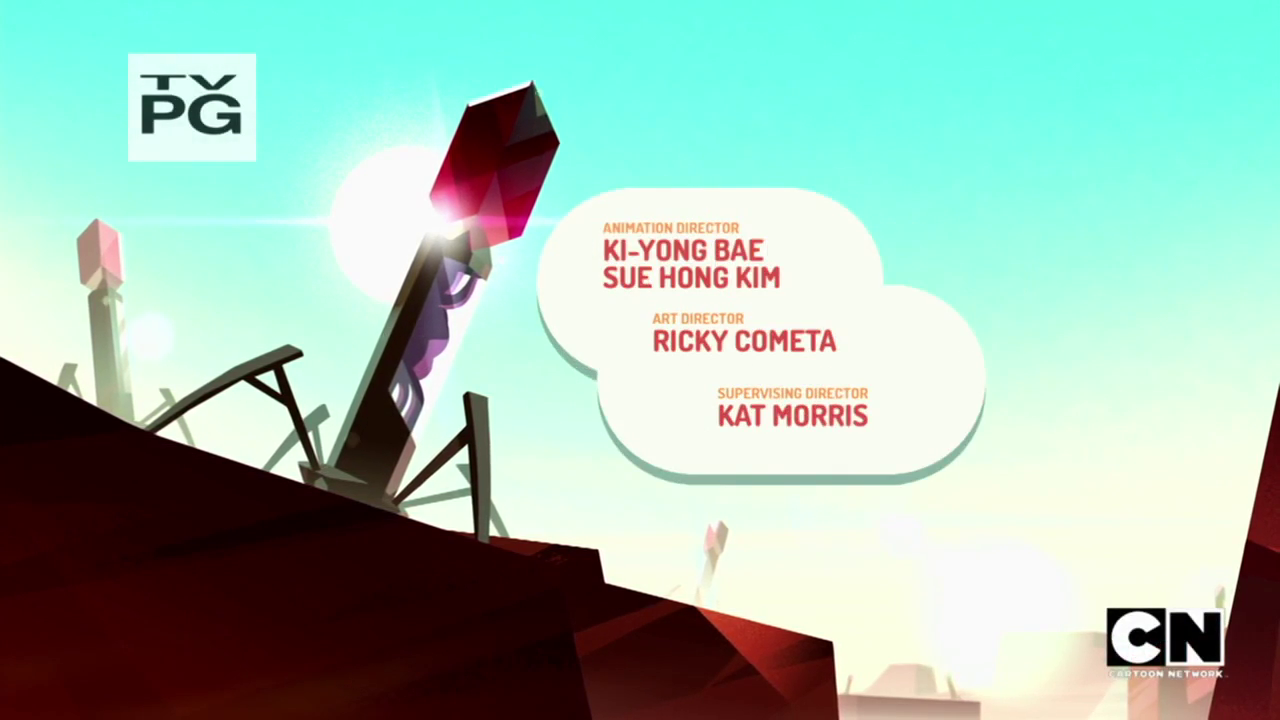 TV
PG
ANIMATION DIRECTOR
KI-YONG BAE
SUE HONG KIM
ART DIRECTOR
RICKY COMETA
SUPERVISING DIRECTOR
KAT MORRIS
CN
CARTOON NETWORK